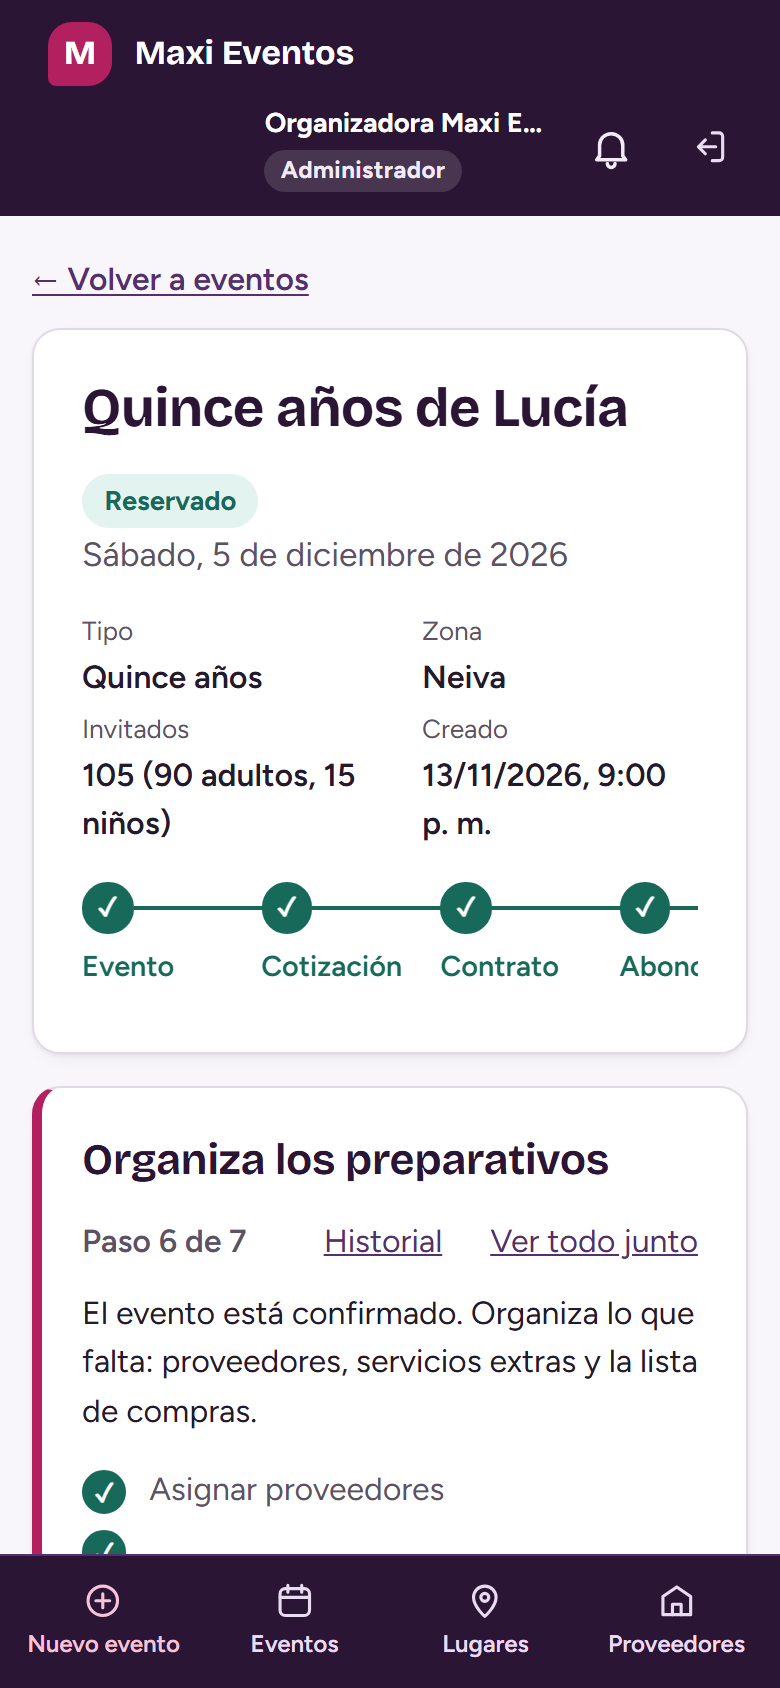 M Maxi Eventos
Organizadora Maxi E...
Administrador
← Volver a eventos
Quince años de Lucía
Reservado
Sábado, 5 de diciembre de 2026
Tipo
Quince años
Zona
Neiva
Invitados
105 (90 adultos, 15
niños)
Creado
13/11/2026, 9:00
p. m.
Evento
Cotización
Contrato
Abono
Organiza los preparativos
Paso 6 de 7
Historial
Ver todo junto
El evento está confirmado. Organiza lo que
falta: proveedores, servicios extras y la lista
de compras.
Asignar proveedores
Nuevo evento
Eventos
Lugares
Proveedores